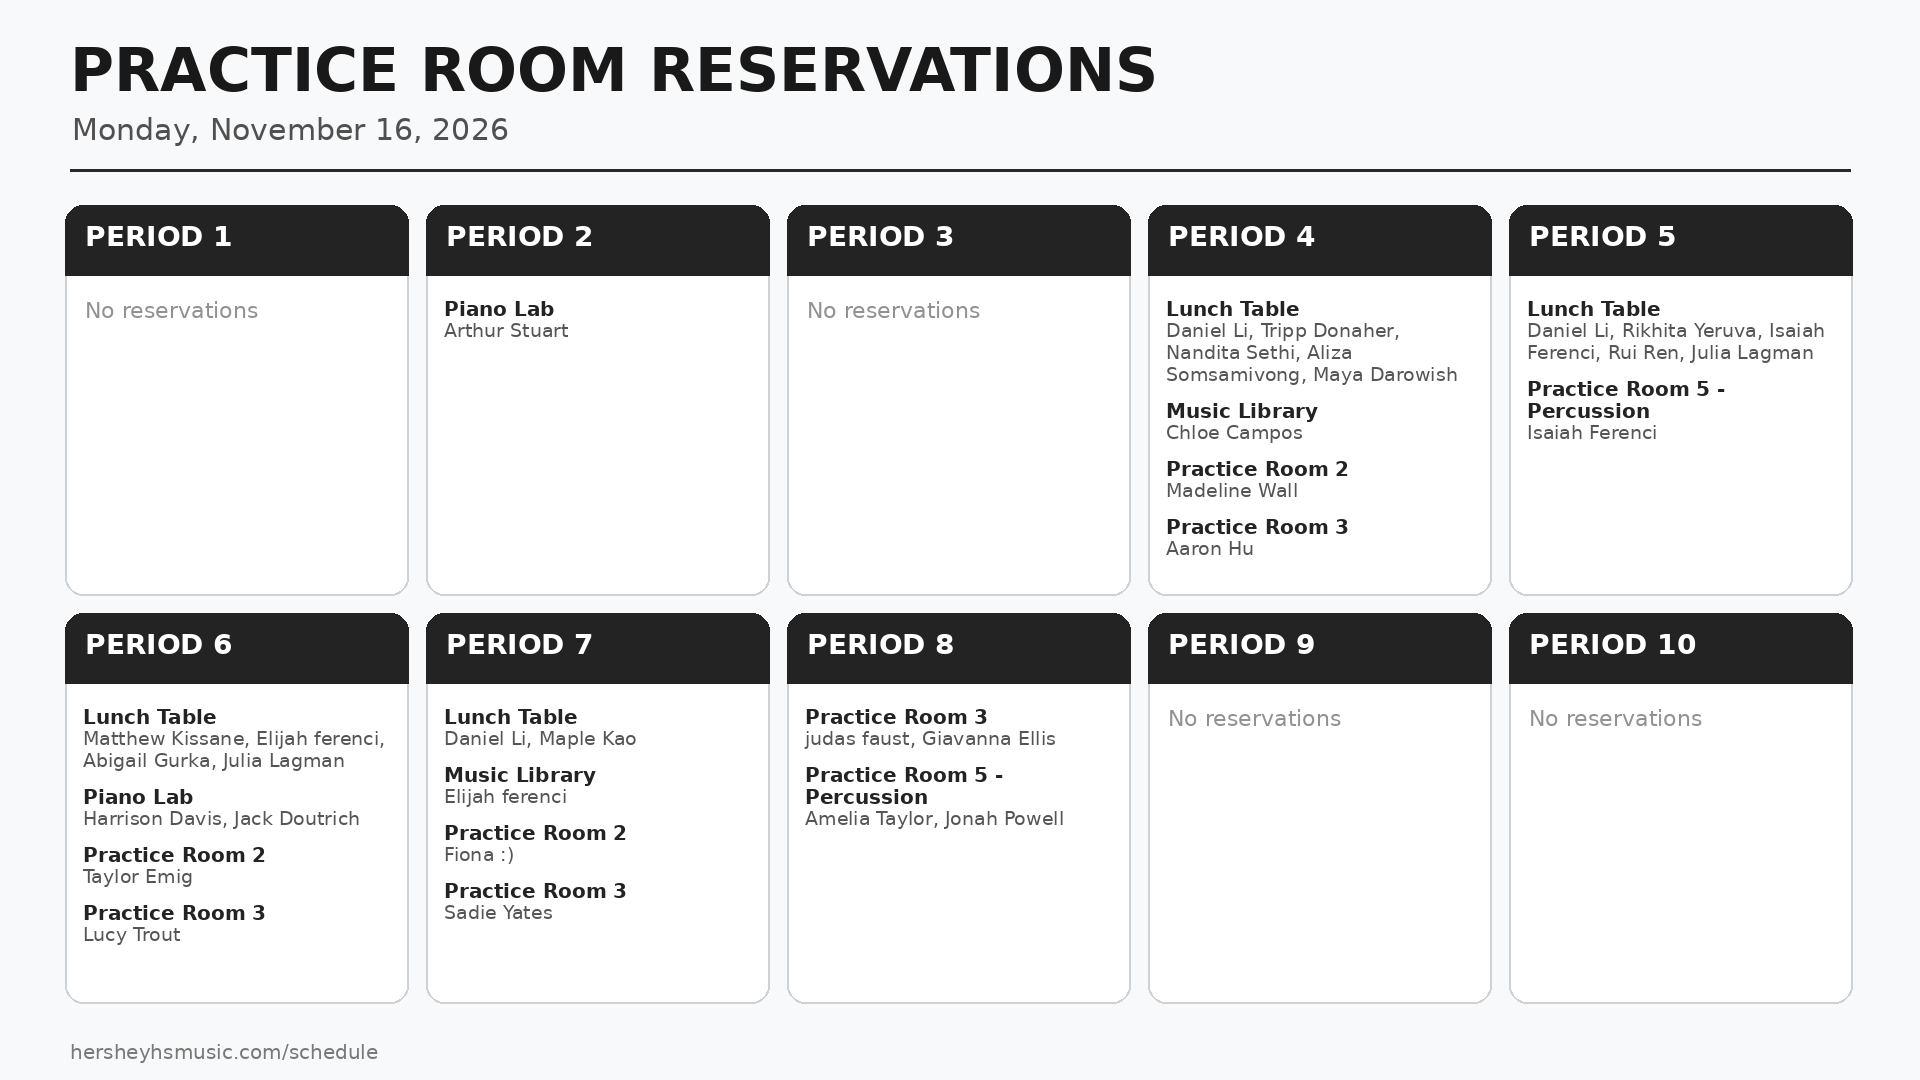 PRACTICE ROOM RESERVATIONS
Monday, November 16, 2026
PERIOD 1
No reservations
PERIOD 2
Piano Lab
Arthur Stuart
PERIOD 3
No reservations
PERIOD 4
Lunch Table
Daniel Li, Tripp Donaher,
Nandita Sethi, Aliza
Somsamivong, Maya Darowish
Music Library
Chloe Campos
Practice Room 2
Madeline Wall
Practice Room 3
Aaron Hu
PERIOD 5
Lunch Table
Daniel Li, Rikhita Yeruva, Isaiah
Ferenci, Rui Ren, Julia Lagman
Practice Room 5 -
Percussion
Isaiah Ferenci
PERIOD 6
Lunch Table
Matthew Kissane, Elijah ferenci,
Abigail Gurka, Julia Lagman
Piano Lab
Harrison Davis, Jack Doutrich
Practice Room 2
Taylor Emig
Practice Room 3
Lucy Trout
PERIOD 7
Lunch Table
Daniel Li, Maple Kao
Music Library
Elijah ferenci
Practice Room 2
Fiona :)
Practice Room 3
Sadie Yates
PERIOD 8
Practice Room 3
judas faust, Giavanna Ellis
Practice Room 5 -
Percussion
Amelia Taylor, Jonah Powell
PERIOD 9
No reservations
PERIOD 10
No reservations
hersheyhsmusic.com/schedule